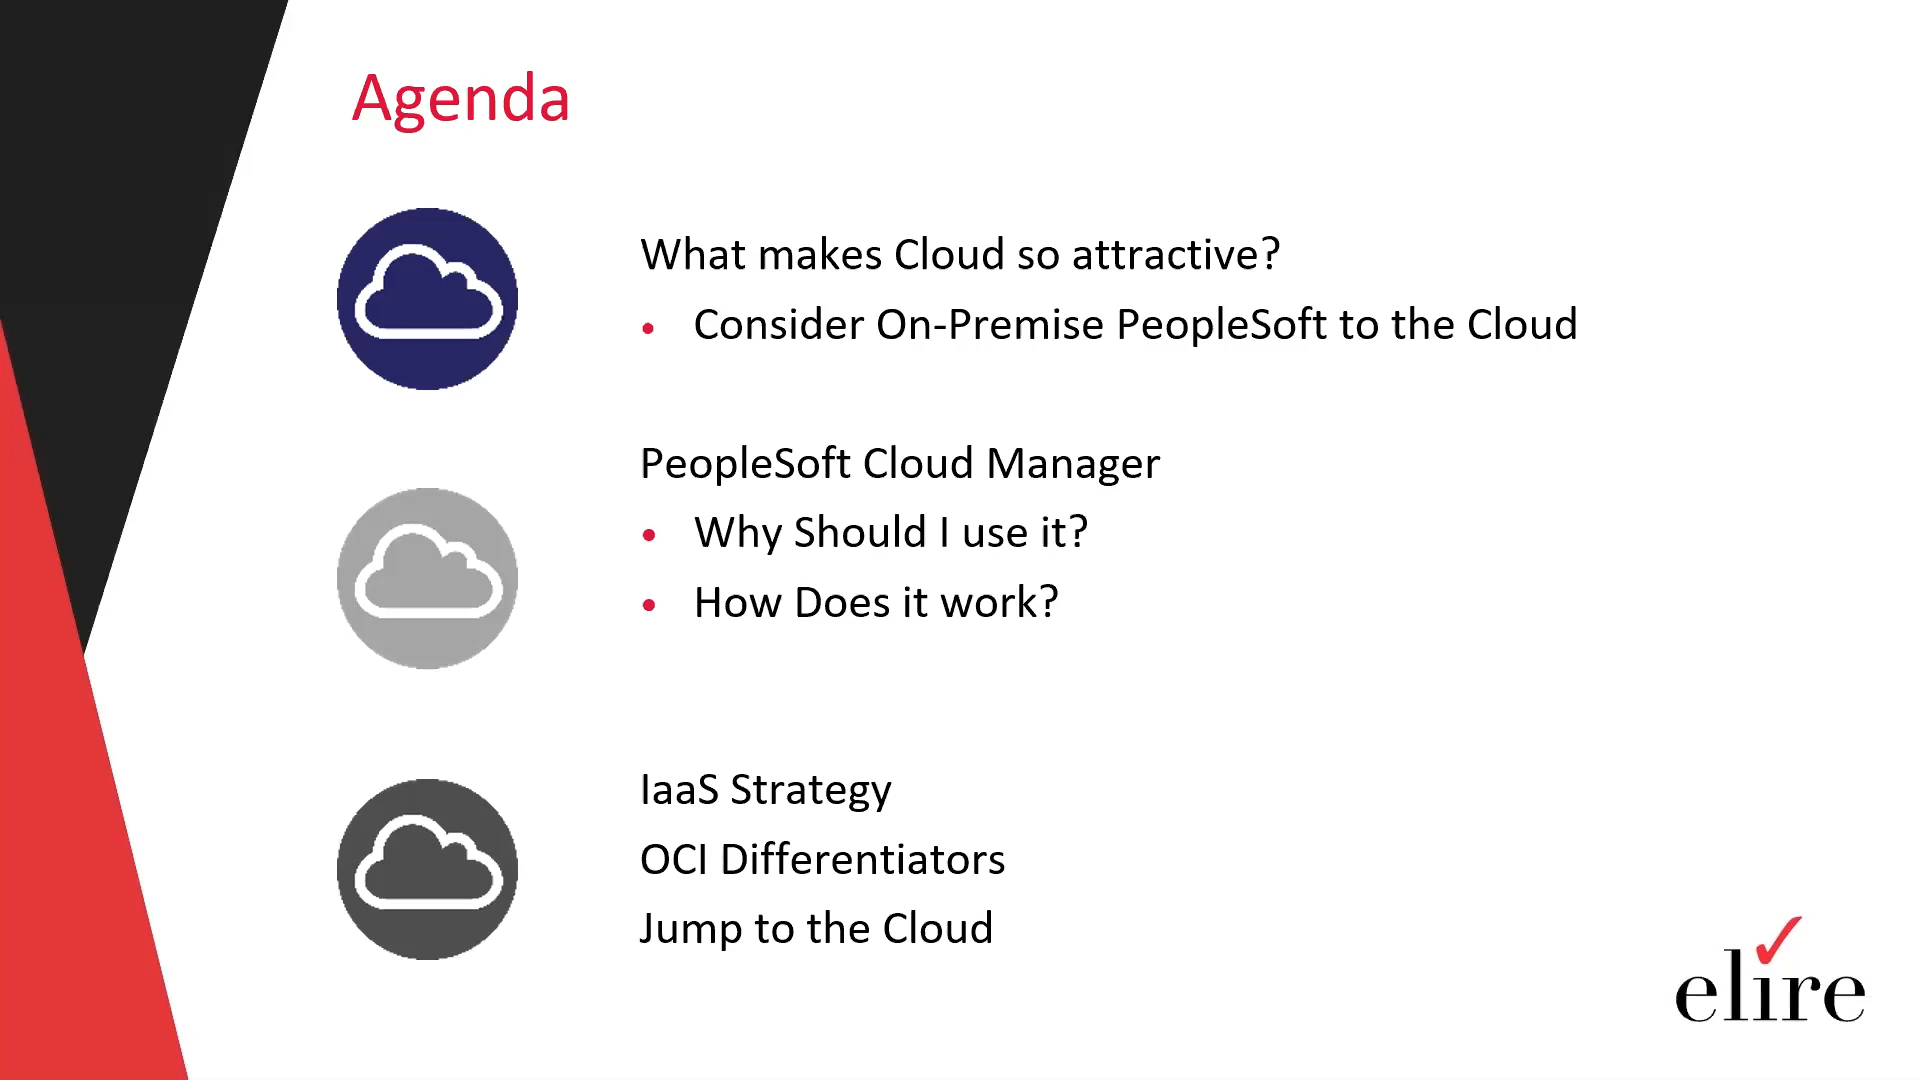 Agenda
What makes Cloud so attractive?
• Consider On-Premise PeopleSoft to the Cloud
PeopleSoft Cloud Manager
• Why Should I use it?
• How Does it work?
IaaS Strategy
OCI Differentiators
Jump to the Cloud
elire